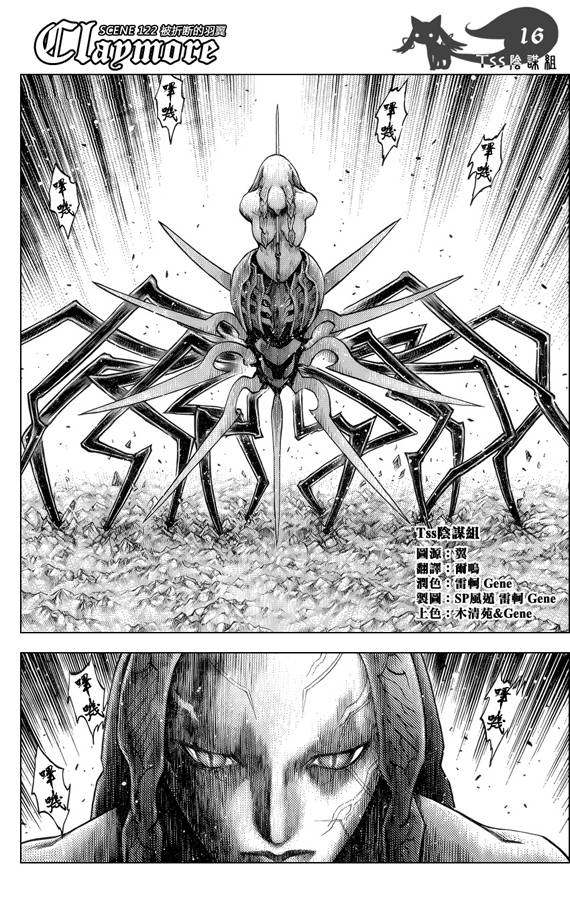 SCENE 122 被折断的羽翼
Claymore
16
Tss陰謀組
嗶
嘰
嗶
嘰
嗶
嘰
嗶
嘰
Tss陰謀組
圖源：翼
翻譯：爾鳴
潤色：雷軻 Gene
製圖：SP風遁 雷軻 Gene
上色：木清苑&Gene
嗶
嘰
嗶
嘰
嗶
嘰